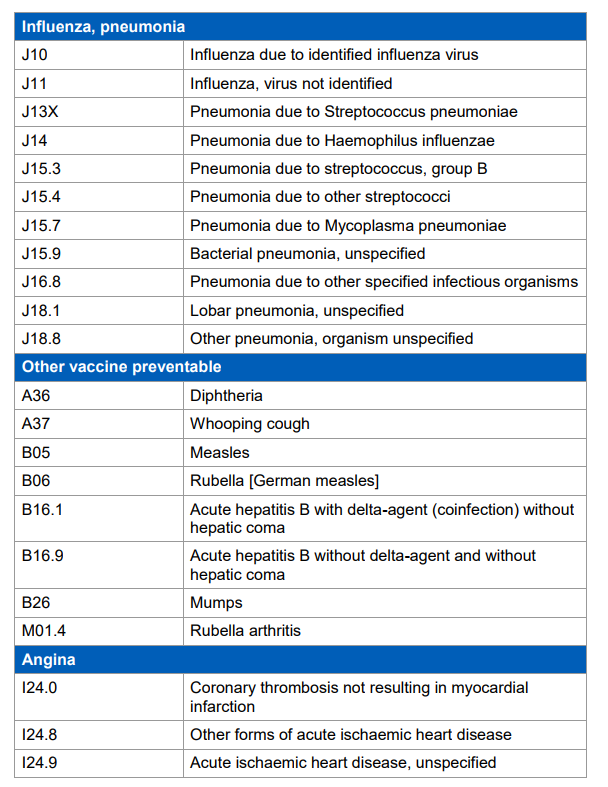 Influenza, pneumonia
J10 Influenza due to identified influenza virus
J11 Influenza, virus not identified
J13X Pneumonia due to Streptococcus pneumoniae
J14 Pneumonia due to Haemophilus influenzae
J15.3 Pneumonia due to streptococcus, group B
J15.4 Pneumonia due to other streptococci
J15.7 Pneumonia due to Mycoplasma pneumoniae
J15.9 Bacterial pneumonia, unspecified
J16.8 Pneumonia due to other specified infectious organisms
J18.1 Lobar pneumonia, unspecified
J18.8 Other pneumonia, organism unspecified
Other vaccine preventable
A36 Diphtheria
A37 Whooping cough
B05 Measles
B06 Rubella [German measles]
B16.1 Acute hepatitis B with delta-agent (coinfection) without
hepatic coma
B16.9 Acute hepatitis B without delta-agent and without
hepatic coma
B26 Mumps
M01.4 Rubella arthritis
Angina
I24.0 Coronary thrombosis not resulting in myocardial
infarction
I24.8 Other forms of acute ischaemic heart disease
I24.9 Acute ischaemic heart disease, unspecified